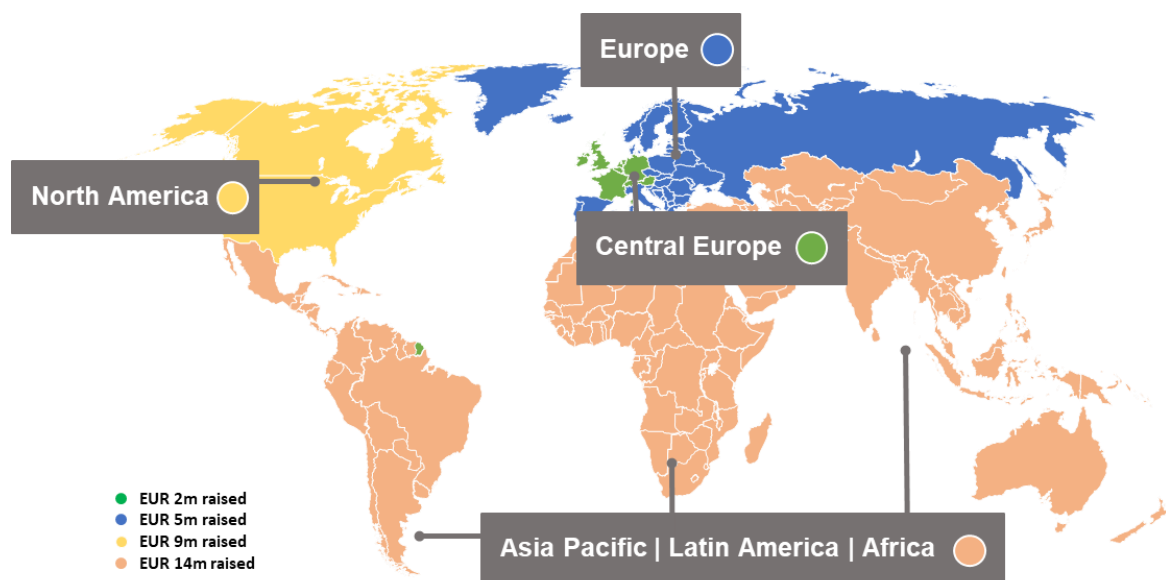 Europe
North America
Central Europe
EUR 2m raised
EUR 5m raised
EUR 9m raised
EUR 14m raised
Asia Pacific | Latin America | Africa